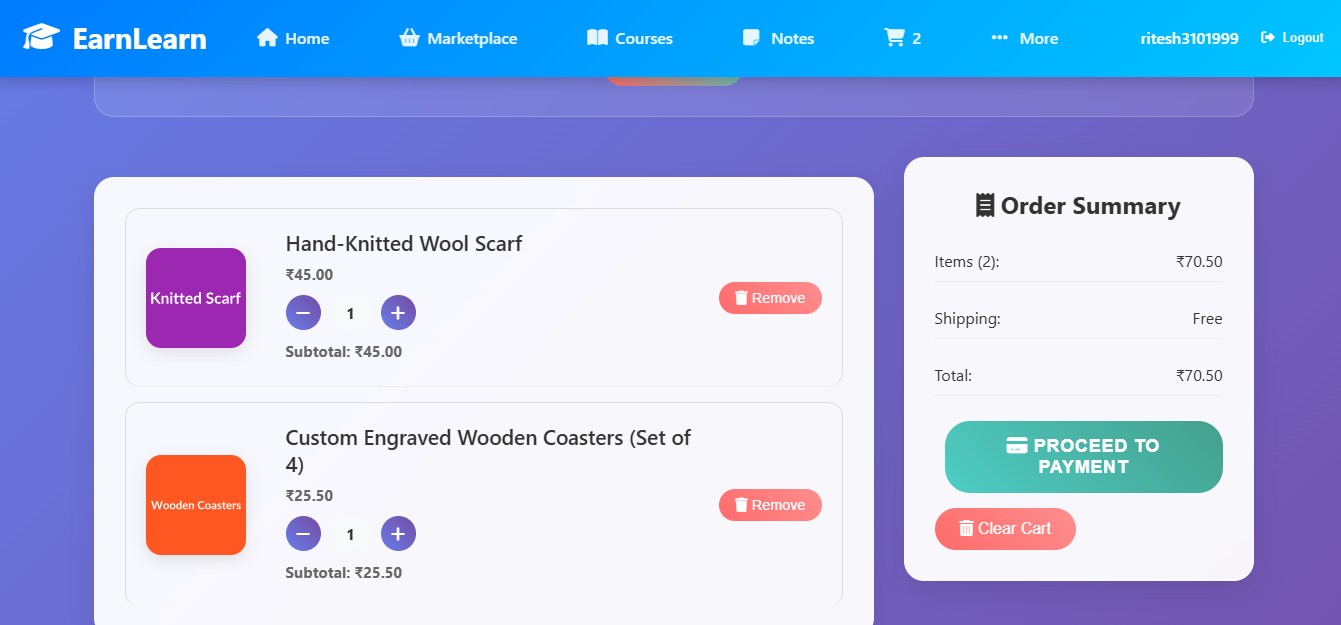 EarnLearn
Home
Marketplace
Courses
Notes
2
More
ritesh3101999
Logout
Knitted Scarf
Hand-Knitted Wool Scarf
₹45.00
1
Subtotal: ₹45.00
Remove
Wooden Coasters
Custom Engraved Wooden Coasters (Set of
4)
₹25.50
1
Subtotal: ₹25.50
Remove
Order Summary
Items (2): ₹70.50
Shipping: Free
Total: ₹70.50
PROCEED TO
PAYMENT
Clear Cart